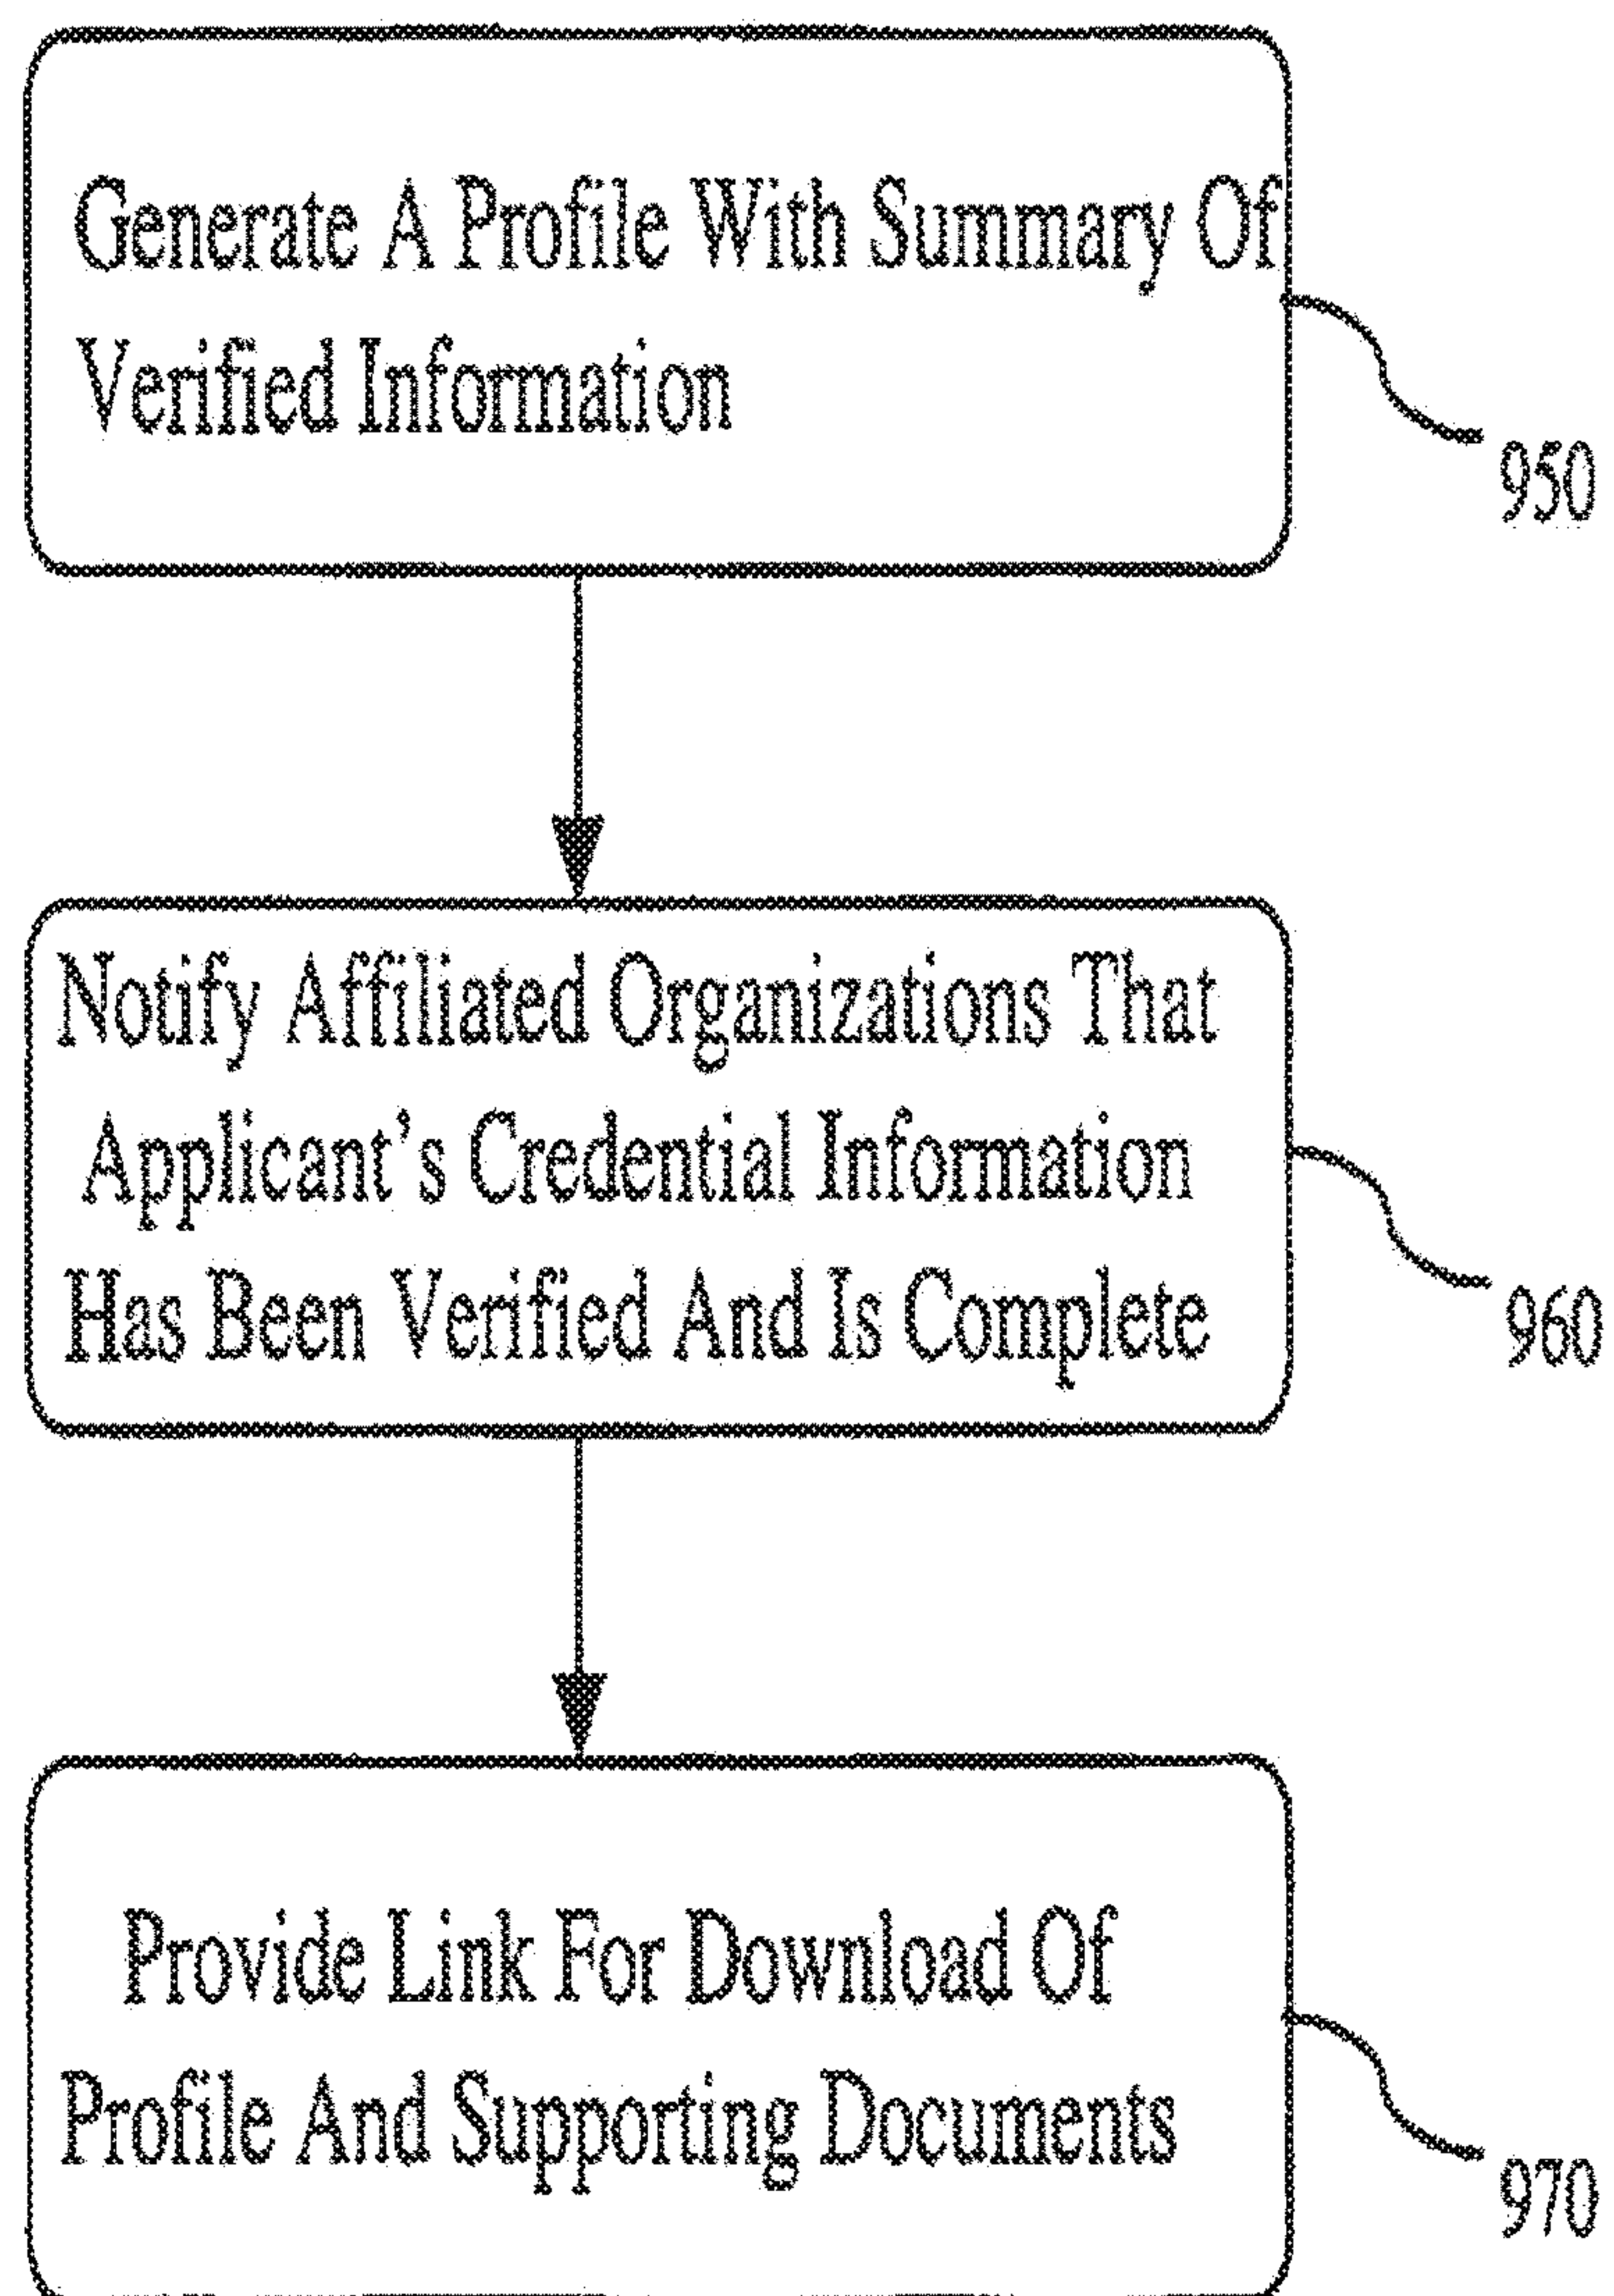 Generate A Profile With Summary Of
Verified Information
950
Notify Affiliated Organizations That
Applicant's Credential Information
Has Been Verified And Is Complete
960
Provide Link For Download Of
Profile And Supporting Documents
970